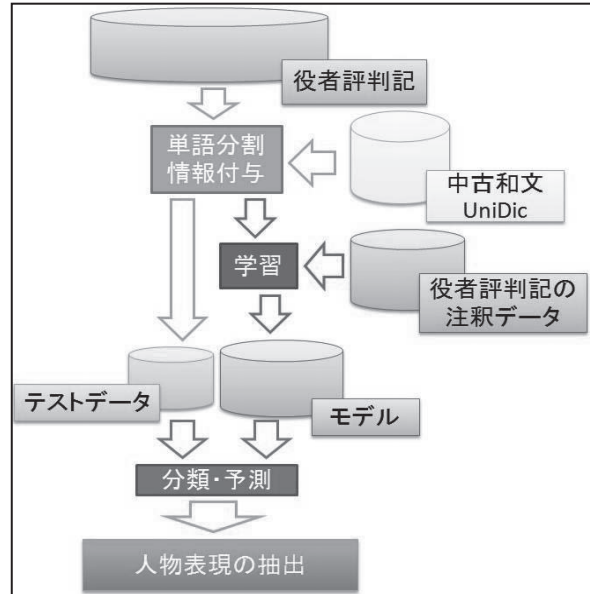 役者評判記
単語分割
情報付与
中古和文
UniDic
学習
役者評判記の
注釈データ
テストデータ
モデル
分類・予測
人物表現の抽出